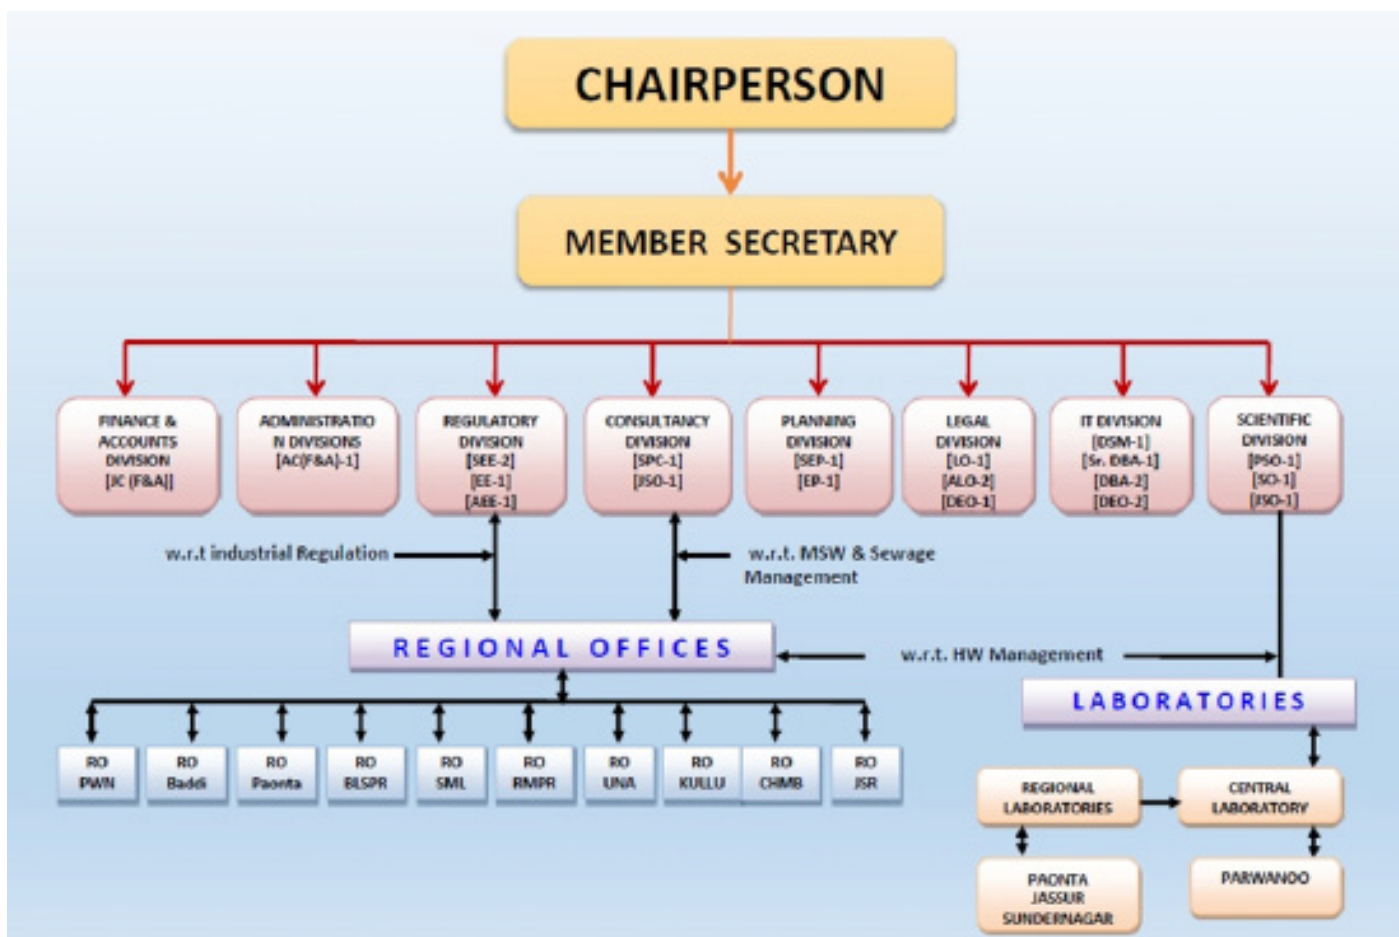 CHAIRPERSON
MEMBER SECRETARY
FINANCE &
ACCOUNTS
DIVISION
[JC (F&A)]
ADMINISTRATIO
N DIVISIONS
[AC(F&A)-1]
REGULATORY
DIVISION
[SEE-2]
[EE-1]
[AEE-1]
CONSULTANCY
DIVISION
[SPC-1]
[JSO-1]
PLANNING
DIVISION
[SEP-1]
[EP-1]
LEGAL
DIVISION
[LO-1]
[ALO-2]
[DEO-1]
IT DIVISION
[DSM-1]
[Sr. DBA-1]
[DBA-2]
[DEO-2]
SCIENTIFIC
DIVISION
[PSO-1]
[SO-1]
[JSO-1]
w.r.t industrial Regulation
w.r.t. MSW & Sewage
Management
REGIONAL OFFICES
w.r.t. HW Management
LABORATORIES
RO
PWN
RO
Baddi
RO
Paonta
RO
BLSPR
RO
SML
RO
RMPR
RO
UNA
RO
KULLU
RO
CHMB
RO
JSR
REGIONAL
LABORATORIES
CENTRAL
LABORATORY
PAONTA
JASSUR
SUNDERNAGAR
PARWANOO